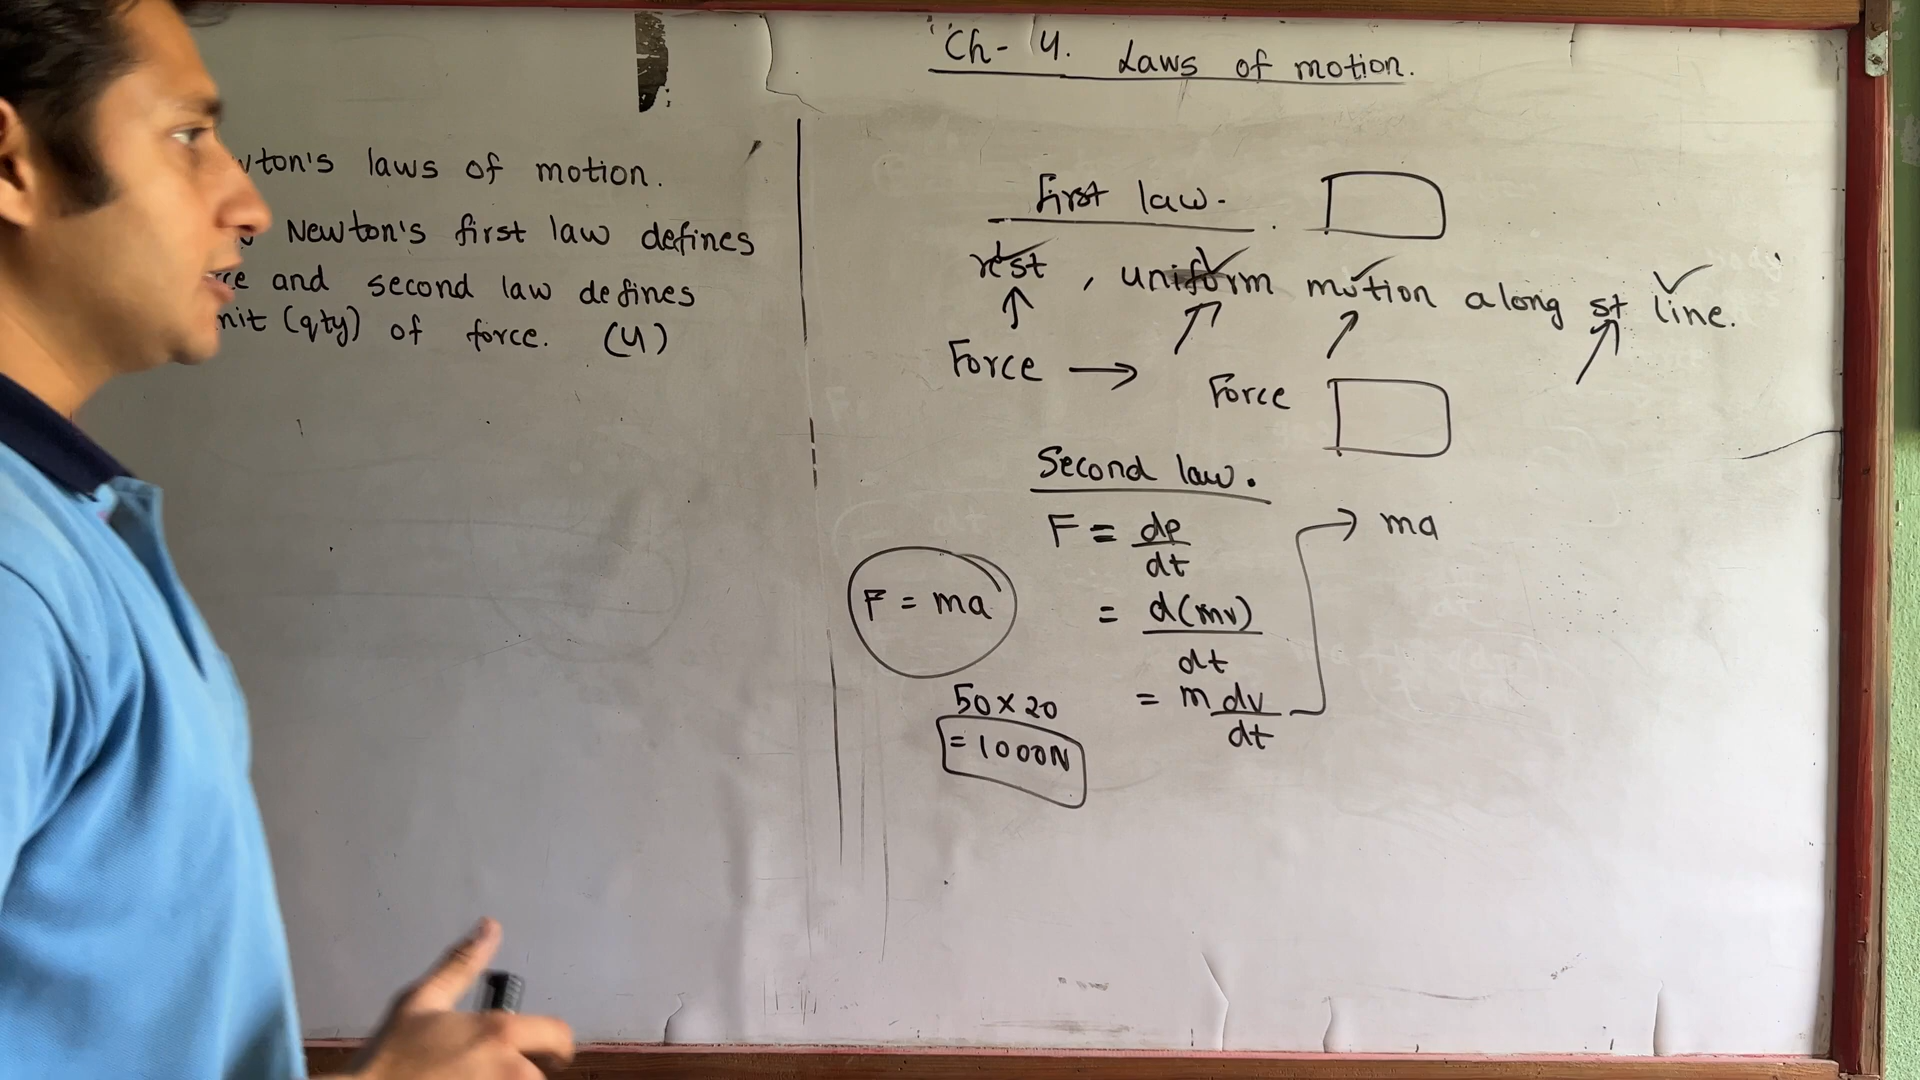 Ch- 4. Laws of motion.
wton's laws of motion.
Newton's first law defines
ce and second law defines
nit (qty) of force. (4)
First law.
rest, uniform motion along st line.
Force →
Force
Second law.
F = dp/dt
→ ma
= d(mv)/dt
= m dv/dt
F = ma
50 × 20
= 1000N